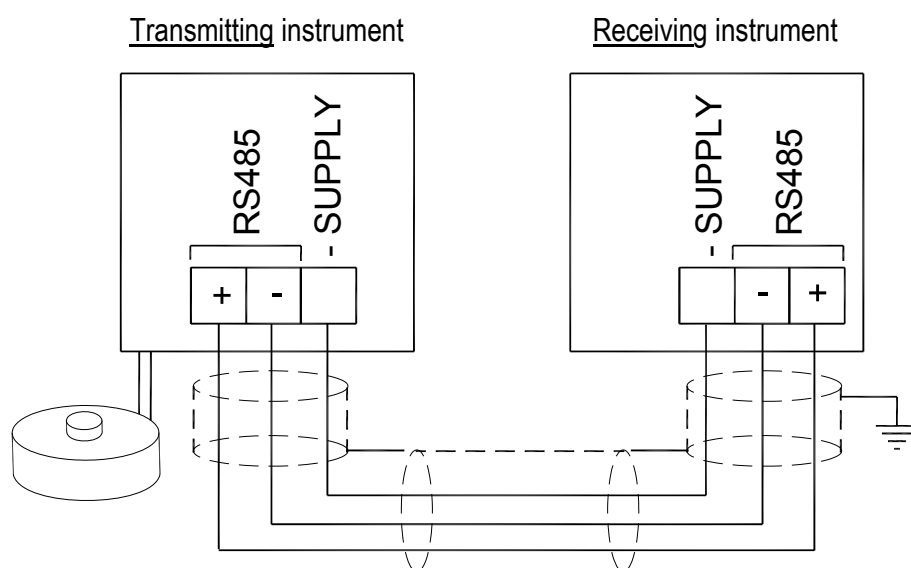 Transmitting instrument
Receiving instrument
RS485
- SUPPLY
- SUPPLY
RS485
+
-
-
+